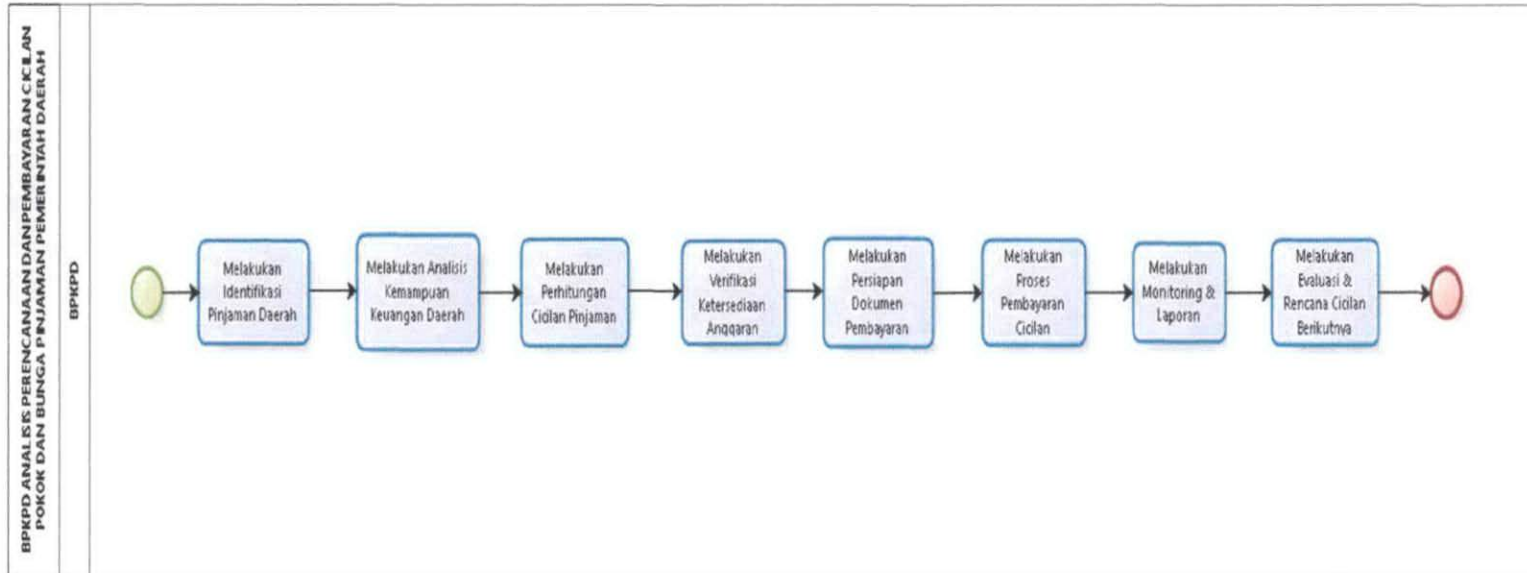 BPKPD ANALISIS PERENCANAAN DAN PEMBAYARAN CICILAN
POKOK DAN BUNGA PINJAMAN PEMERINTAH DAERAH
BPKPD
Melakukan
Identifikasi
Pinjaman Daerah
Melakukan Analisis
Kemampuan
Keuangan Daerah
Melakukan
Perhitungan
Cicilan Pinjaman
Melakukan
Verifikasi
Ketersediaan
Anggaran
Melakukan
Persiapan
Dokumen
Pembayaran
Melakukan
Proses
Pembayaran
Cicilan
Melakukan
Monitoring &
Laporan
Melakukan
Evaluasi &
Rencana Cicilan
Berikutnya